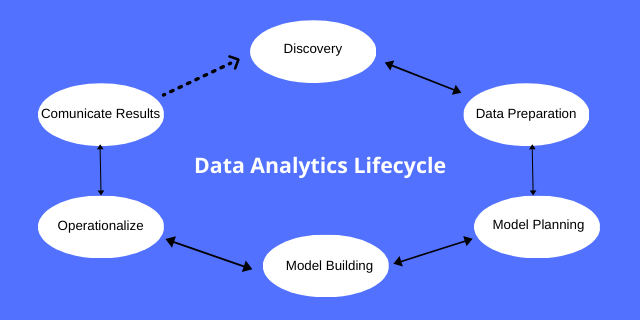 Discovery
Comunicate Results
Data Preparation
Data Analytics Lifecycle
Operationalize
Model Planning
Model Building